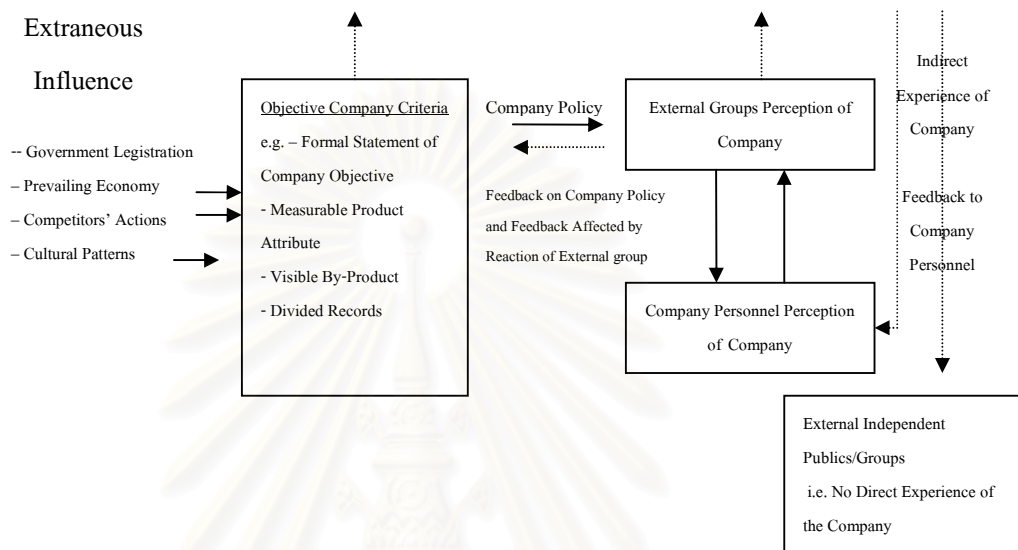 Extraneous
Influence
-- Government Legistration
– Prevailing Economy
– Competitors’ Actions
– Cultural Patterns
Objective Company Criteria
e.g. – Formal Statement of
Company Objective
- Measurable Product
Attribute
- Visible By-Product
- Divided Records
Company Policy
Feedback on Company Policy
and Feedback Affected by
Reaction of External group
External Groups Perception of
Company
Company Personnel Perception
of Company
Indirect
Experience of
Company
Feedback to
Company
Personnel
External Independent
Publics/Groups
i.e. No Direct Experience of
the Company